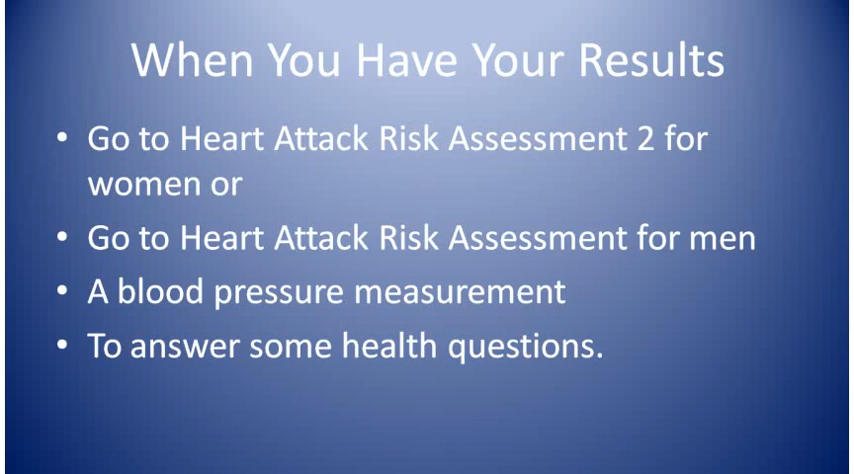 When You Have Your Results
• Go to Heart Attack Risk Assessment 2 for
women or
• Go to Heart Attack Risk Assessment for men
• A blood pressure measurement
• To answer some health questions.